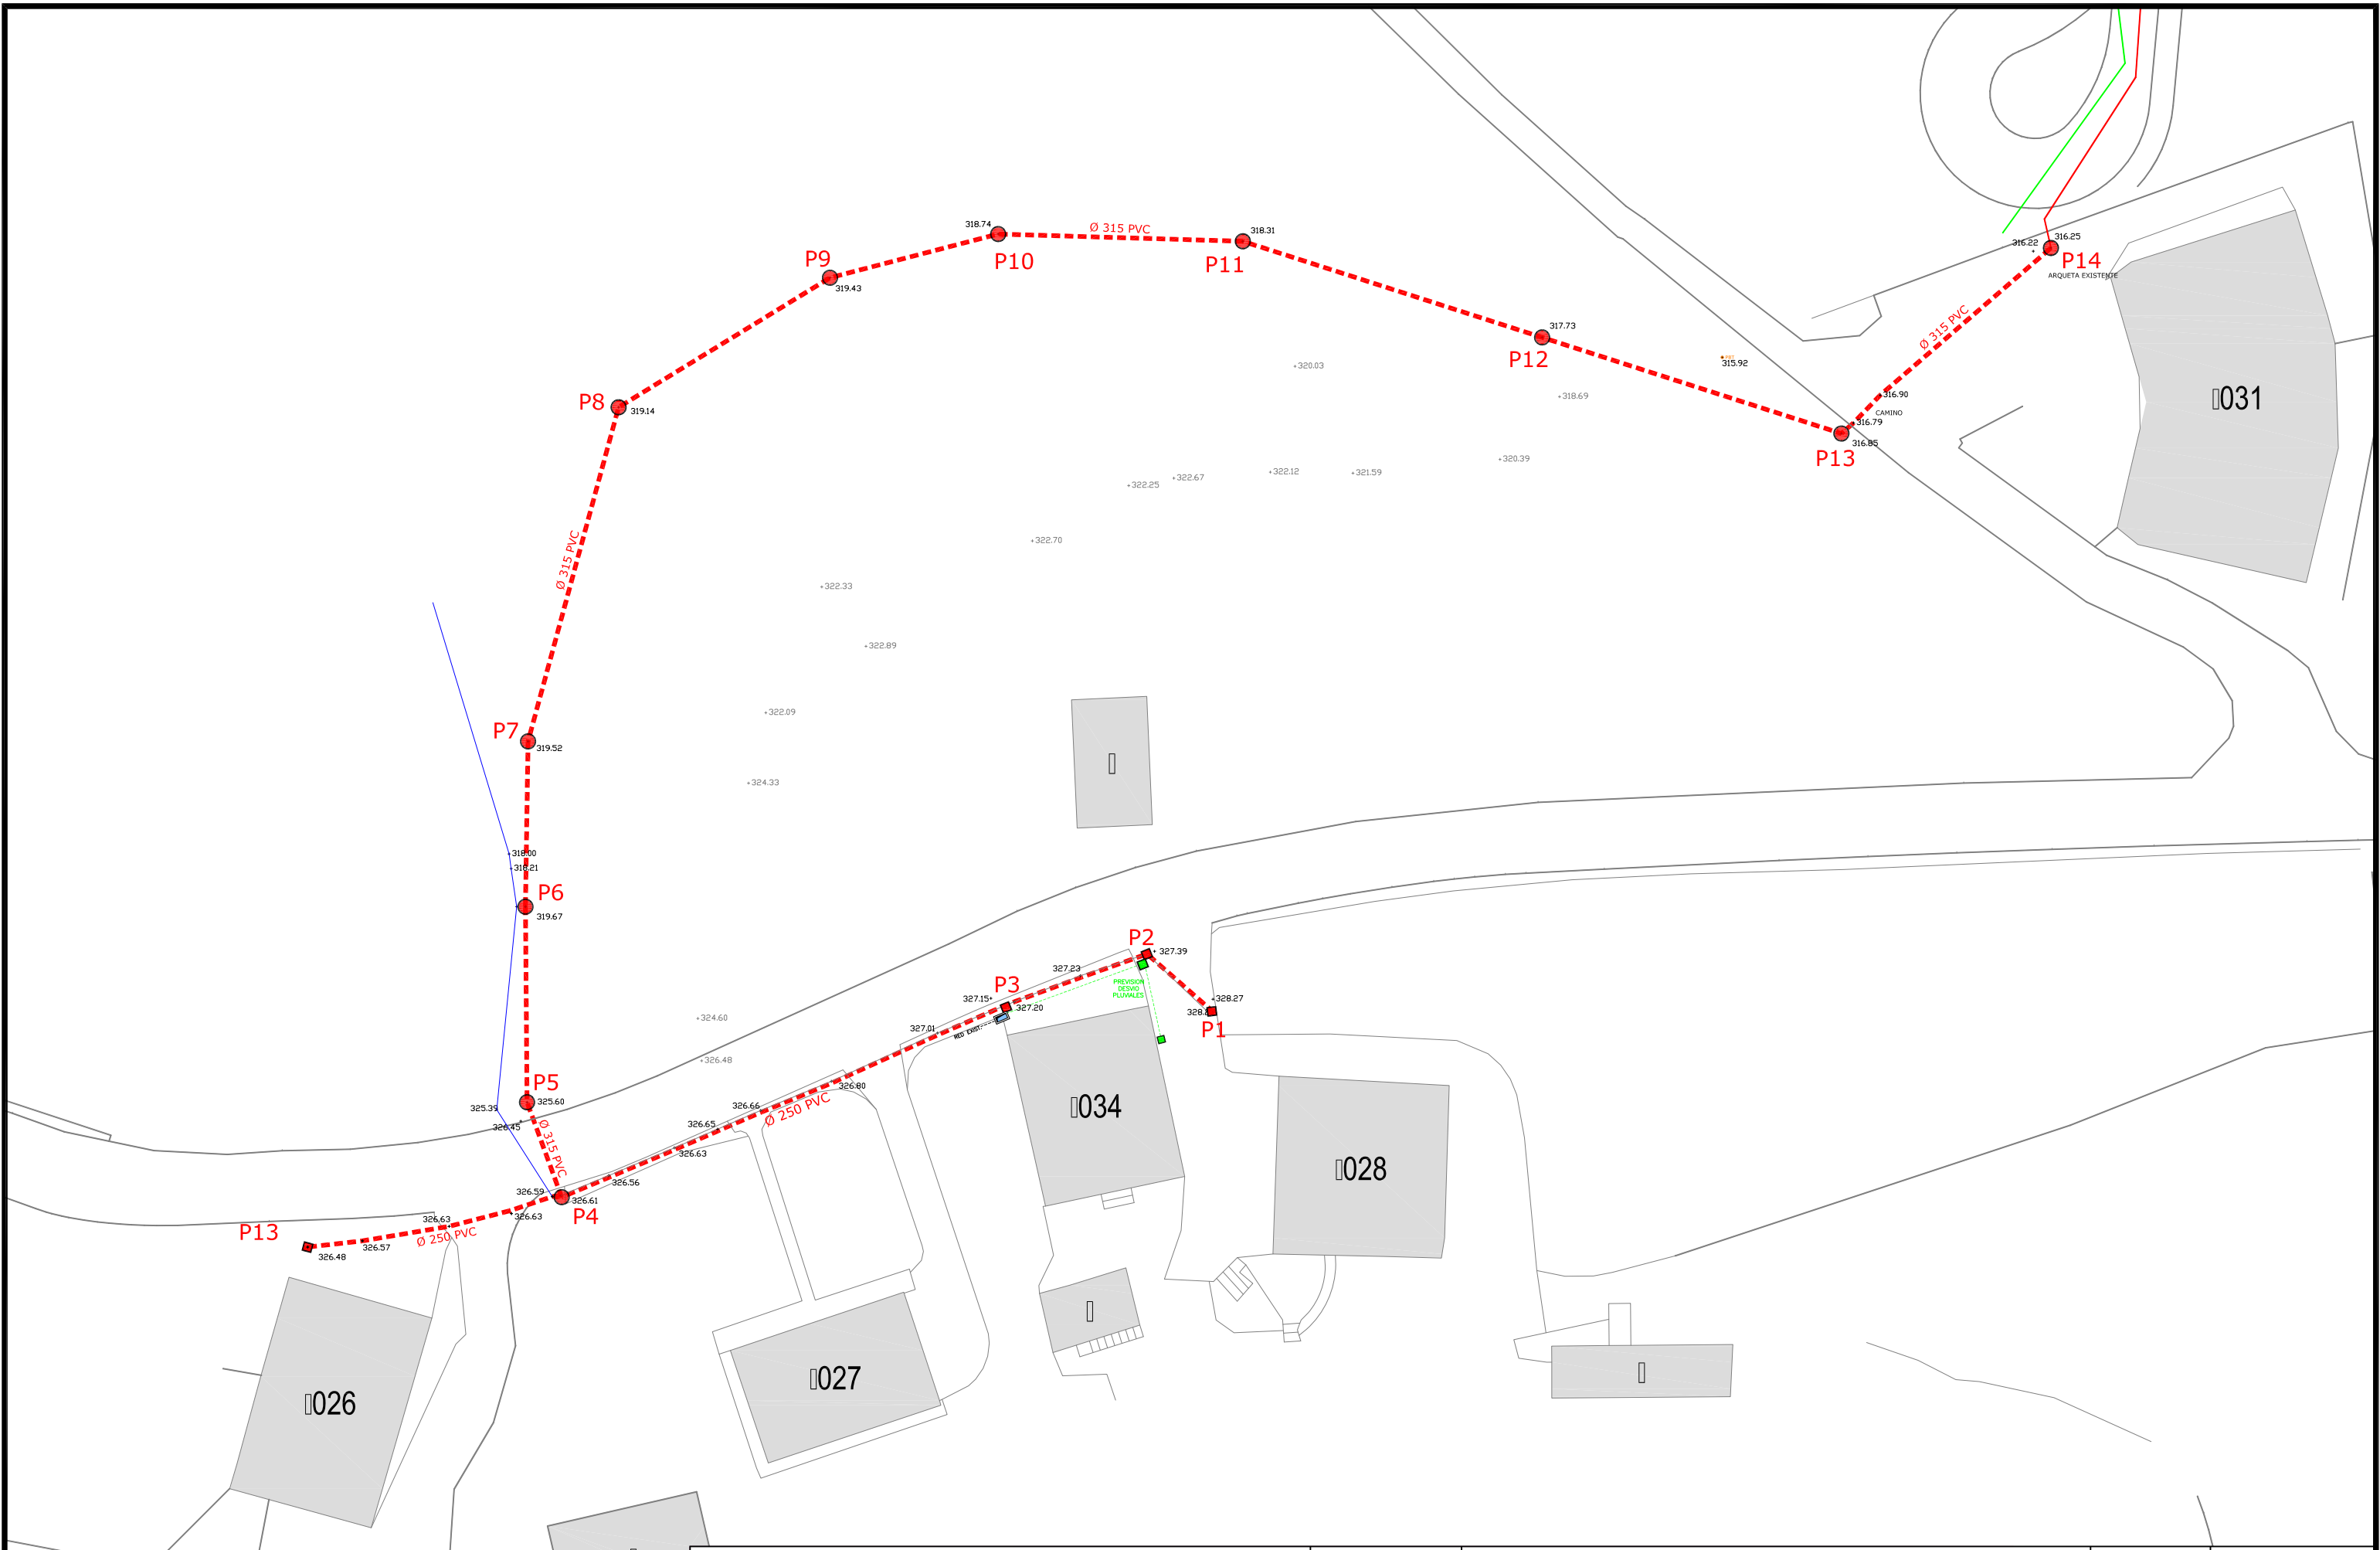 318.74
Ø 315 PVC
318.31
P9
P10
P11
319.43
316.22
316.25
P14
ARQUETA EXISTENTE
Ø 315 PVC
317.73
P12
315.92
+320.03
P8
319.14
+318.69
+316.90
CAMINO
+316.79
316.85
P13
031
+320.39
+322.67
+322.12
+321.59
+322.25
+322.70
Ø 315 PVC
+322.33
+322.89
+322.09
P7
319.52
+324.33
+318.00
+318.21
P6
319.67
P2
+ 327.39
327.23
PREVISION
DESVIO
PLUVIALES
P3
327.15+
327.20
+328.27
P1
+324.60
327.01
RED EXIST.
+326.48
326.80
Ø 250 PVC
326.66
326.65
326.63
P5
325.60
325.39
326.45
Ø 315 PVC
034
028
326.56
326.59
326.61
P4
+326.63
326.63
Ø 250 PVC
P13
326.48
326.57
026
027